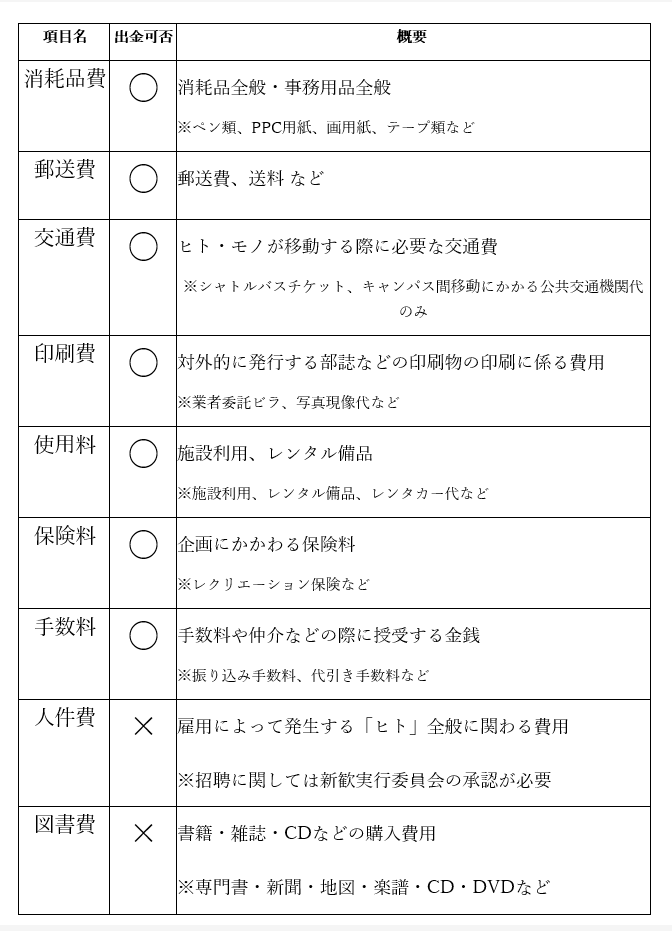 項目名 出金可否 概要
消耗品費 ◯ 消耗品全般・事務用品全般
※ペン類、PPC用紙、画用紙、テープ類など
郵送費 ◯ 郵送費、送料 など
交通費 ◯ ヒト・モノが移動する際に必要な交通費
※シャトルバスチケット、キャンパス間移動にかかる公共交通機関代
のみ
印刷費 ◯ 対外的に発行する部誌などの印刷物の印刷に係る費用
※業者委託ビラ、写真現像代など
使用料 ◯ 施設利用、レンタル備品
※施設利用、レンタル備品、レンタカー代など
保険料 ◯ 企画にかかわる保険料
※レクリエーション保険など
手数料 ◯ 手数料や仲介などの際に授受する金銭
※振り込み手数料、代引き手数料など
人件費 × 雇用によって発生する「ヒト」全般に関わる費用
※招聘に関しては新歓実行委員会の承認が必要
図書費 × 書籍・雑誌・CDなどの購入費用
※専門書・新聞・地図・楽譜・CD・DVDなど